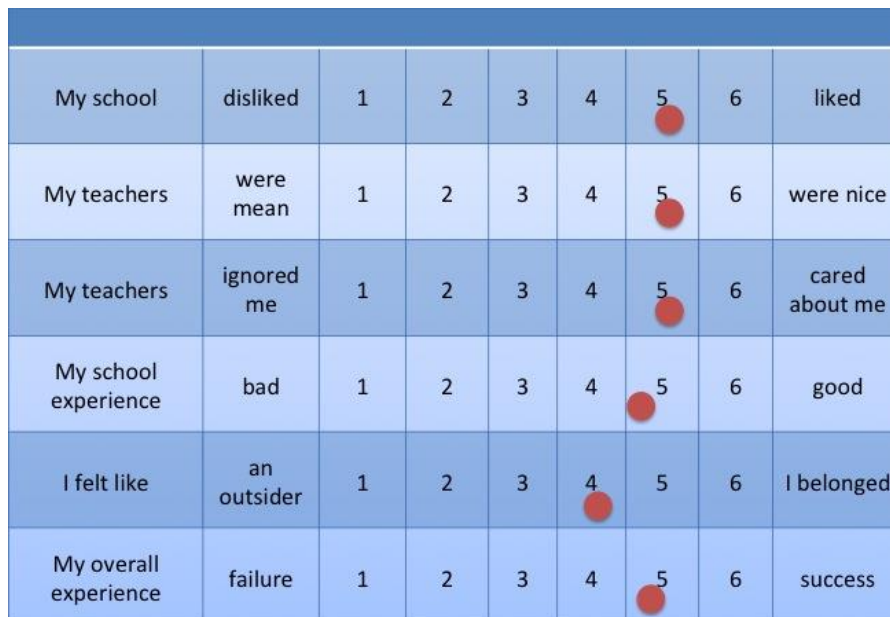 My school disliked 1 2 3 4 5 6 liked
My teachers were mean 1 2 3 4 5 6 were nice
My teachers ignored me 1 2 3 4 5 6 cared about me
My school experience bad 1 2 3 4 5 6 good
I felt like an outsider 1 2 3 4 5 6 I belonged
My overall experience failure 1 2 3 4 5 6 success